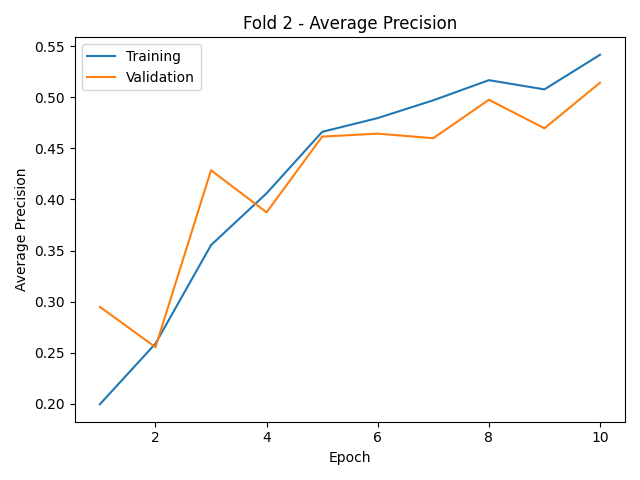 Fold 2 - Average Precision
Training
Validation
0.55
0.50
0.45
0.40
0.35
0.30
0.25
0.20
Average Precision
2 4 6 8 10
Epoch